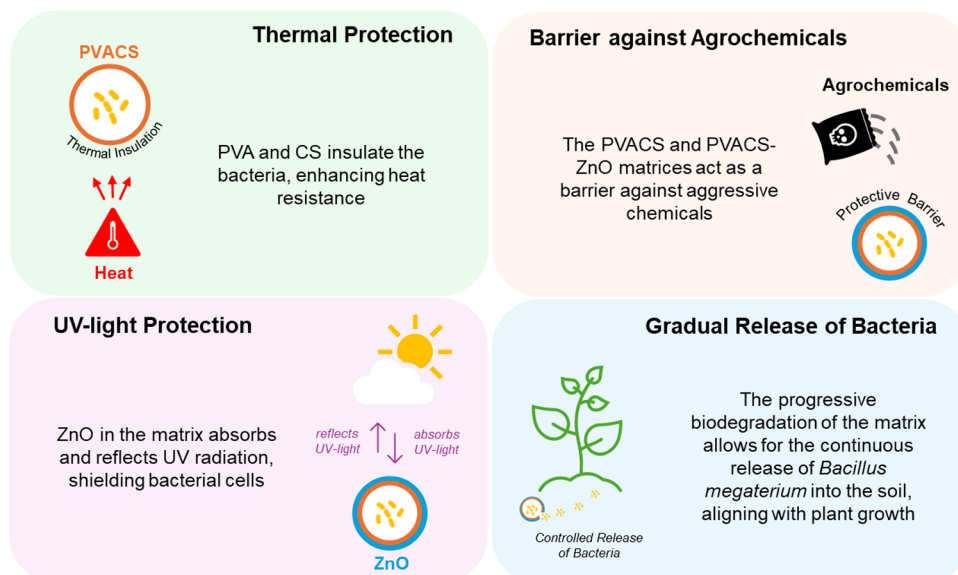 Thermal Protection
PVACS
Thermal Insulation
Heat
PVA and CS insulate the
bacteria, enhancing heat
resistance
Barrier against Agrochemicals
Agrochemicals
The PVACS and PVACS-
ZnO matrices act as a
barrier against aggressive
chemicals
Protective Barrier
UV-light Protection
ZnO in the matrix absorbs
and reflects UV radiation,
shielding bacterial cells
reflects
UV-light
absorbs
UV-light
ZnO
Gradual Release of Bacteria
The progressive
biodegradation of the matrix
allows for the continuous
release of Bacillus
megaterium into the soil,
aligning with plant growth
Controlled Release
of Bacteria